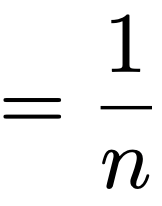 = 1/n